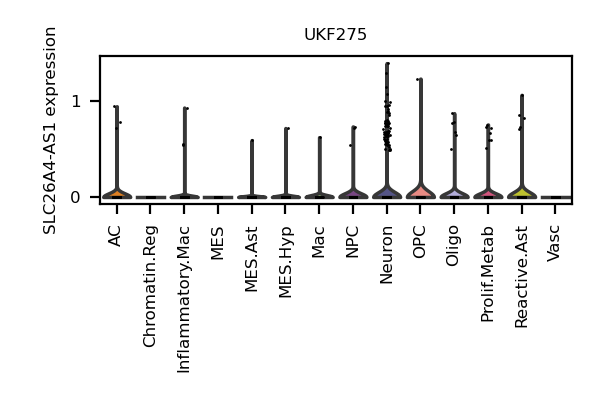 UKF275
SLC26A4-AS1 expression
1
0
AC
Chromatin.Reg
Inflammatory.Mac
MES
MES.Ast
MES.Hyp
Mac
NPC
Neuron
OPC
Oligo
Prolif.Metab
Reactive.Ast
Vasc